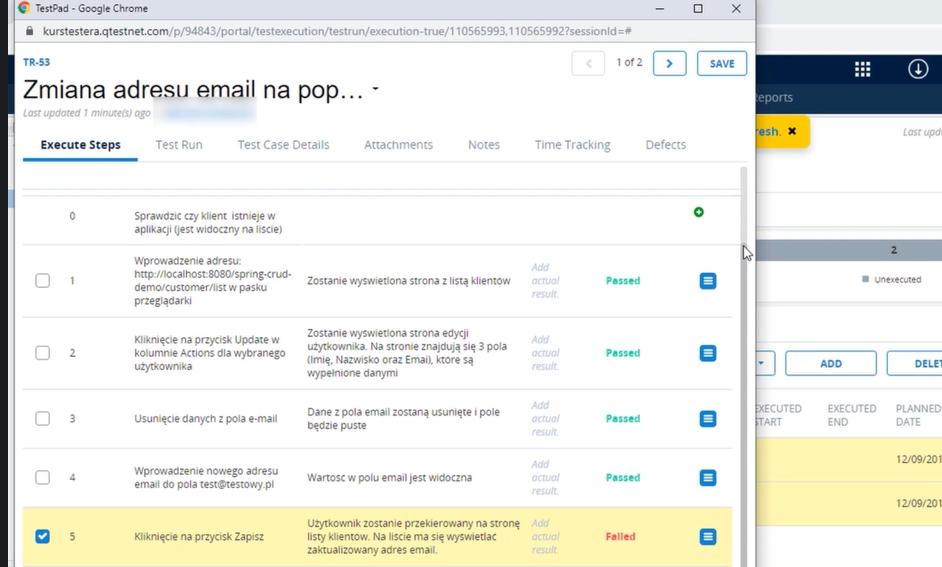 TestPad - Google Chrome
kurstestera.qtestnet.com/p/94843/portal/testexecution/testrun/execution-true/110565993,110565992?sessionId=#
TR-53
1 of 2
SAVE
Zmiana adresu email na pop...
Last updated 1 minute(s) ago
Execute Steps Test Run Test Case Details Attachments Notes Time Tracking Defects
0
Sprawdzic czy klient istnieje w
aplikacji (jest widoczny na liscie)
1
Wprowadzenie adresu:
http://localhost:8080/spring-crud-
demo/customer/list w pasku
przeglądarki
Zostanie wyswietlona strona z listą klientow
Add
actual
result.
Passed
2
Kliknięcie na przycisk Update w
kolumnie Actions dla wybranego
użytkownika
Zostanie wyswietlona strona edycji
użytkownika. Na stronie znajdują się 3 pola
(Imię, Nazwisko oraz Emai), ktore są
wypełnione danymi
Add
actual
result.
Passed
3
Usunięcie danych z pola e-mail
Dane z pola email zostaną usunięte i pole
będzie puste
Add
actual
result.
Passed
4
Wprowadzenie nowego adresu
email do pola test@testowy.pl
Wartosc w polu email jest widoczna
Add
actual
result.
Passed
5
Kliknięcie na przycisk Zapisz
Użytkownik zostanie przekierowany na stronę
listy klientow. Na liscie ma się wyswietlac
zaktualizowany adres email.
Add
actual
result.
Failed
eports
resh.
Last upd
2
Unexecuted
ADD
DELET
EXECUTED
START
EXECUTED
END
PLANNED
DATE
12/09/201
12/09/201